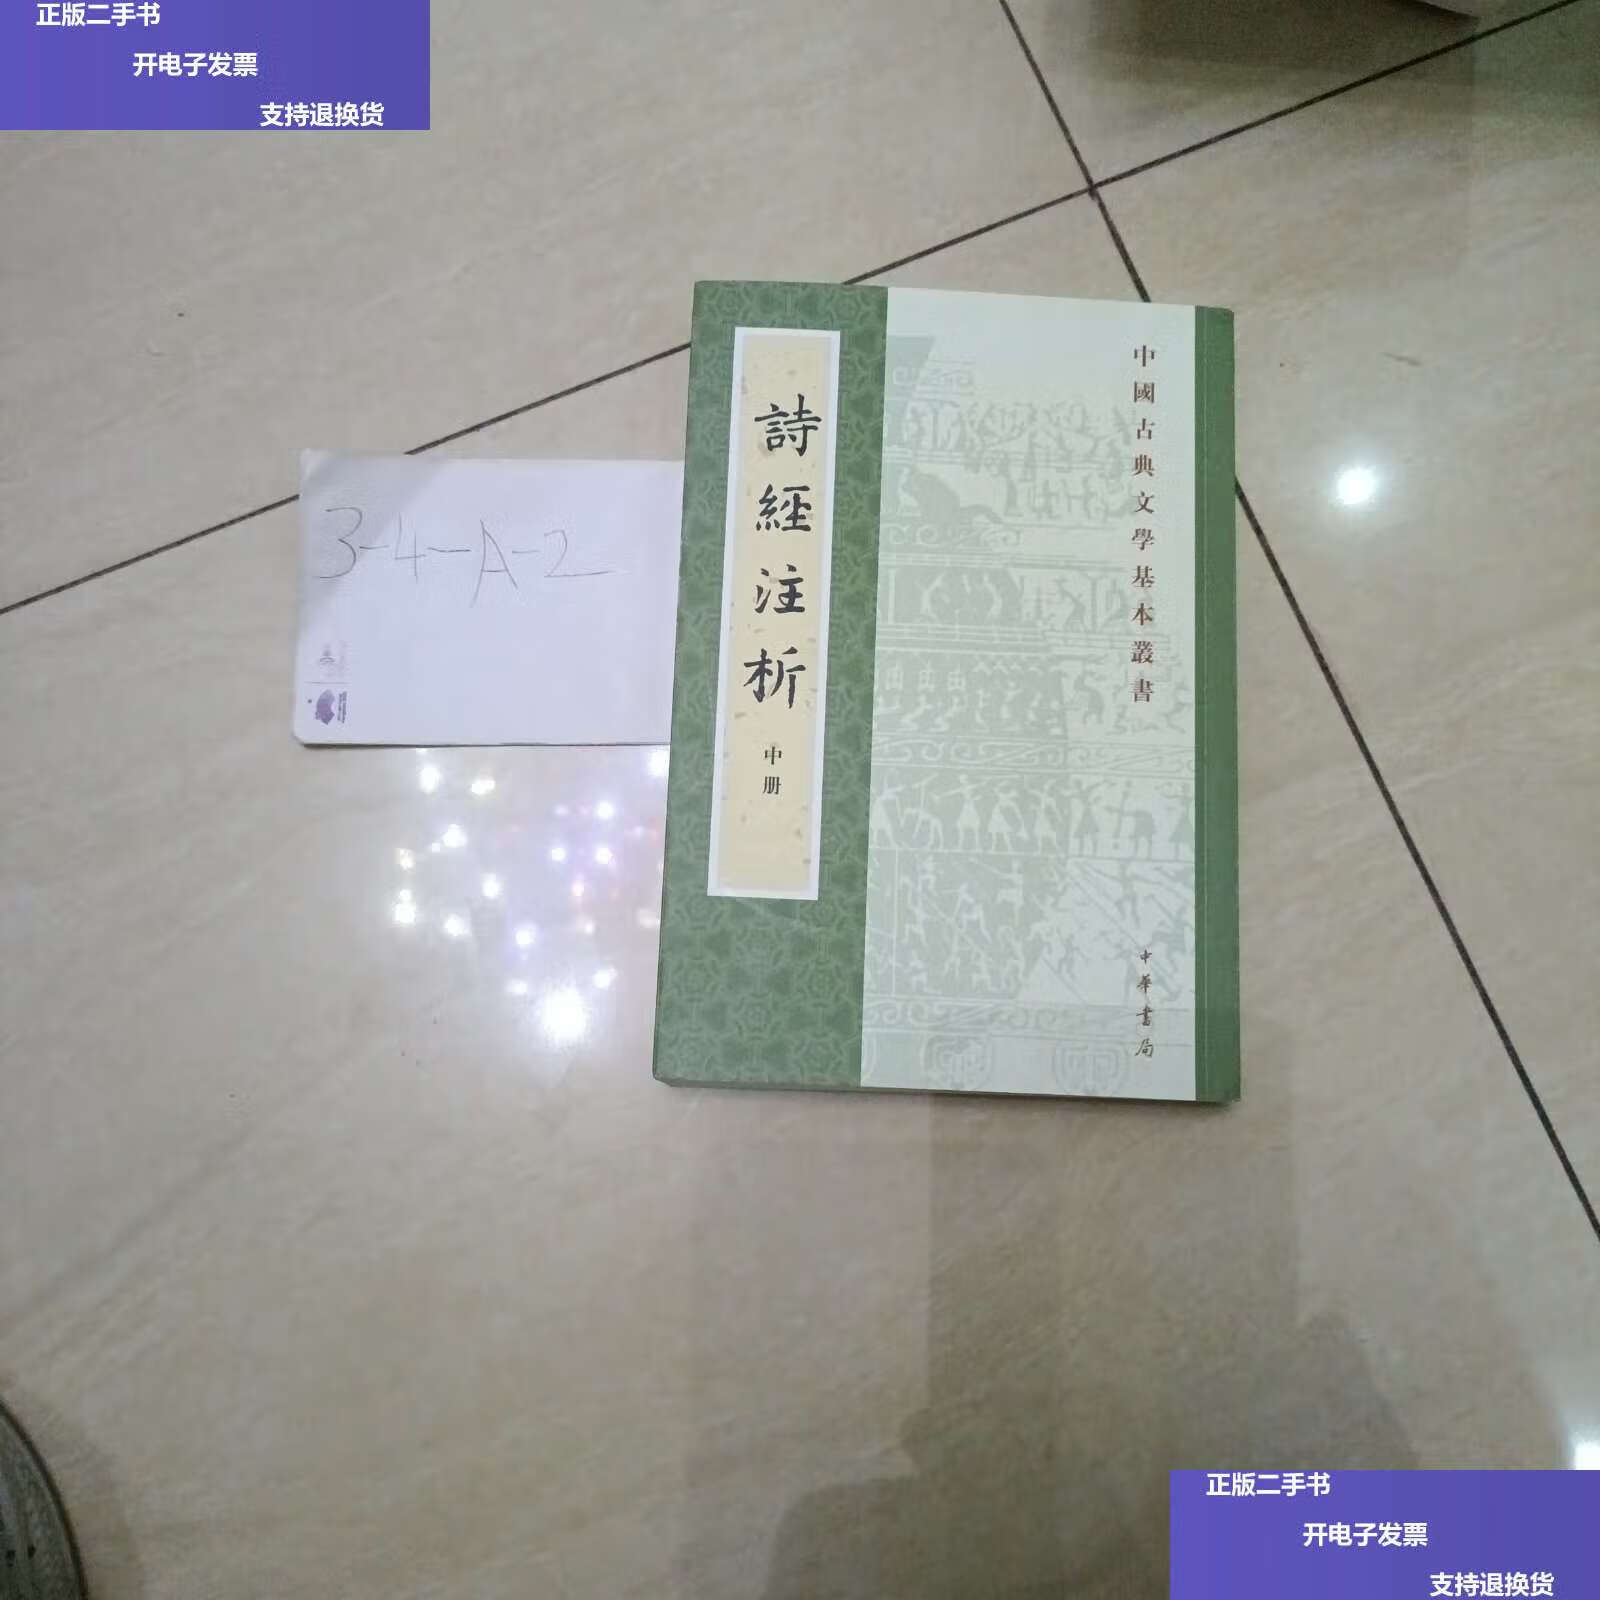 正版二手书
开电子发票
支持退换货
3-4-A-2
詩經注析
中册
中國古典文學基本叢書
中華書局
正版二手书
开电子发票
支持退换货